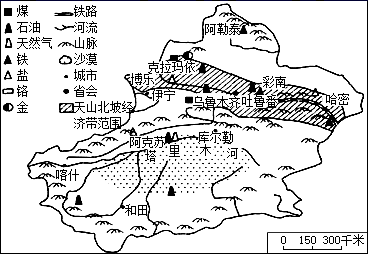 煤 铁路
石油 河流
天然气 山脉
铁 沙漠
盐 城市
铬 省会
金 天山北坡经济带范围
阿勒泰
克拉玛依
博乐
彩南
伊宁
乌鲁木齐 吐鲁番
哈密
阿克苏
库尔勒
塔 里 木 河
喀什
和田
0 150 300千米